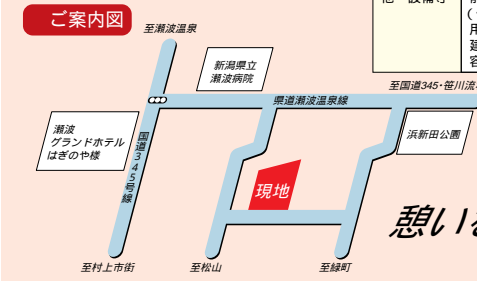 ご案内図
至瀬波温泉
新潟県立
瀬波病院
至国道345・笹川流
県道瀬波温泉線
瀬波
グランドホテル
はぎのや様
国道345号線
浜新田公園
現地
憩い
至村上市街
至松山
至緑町